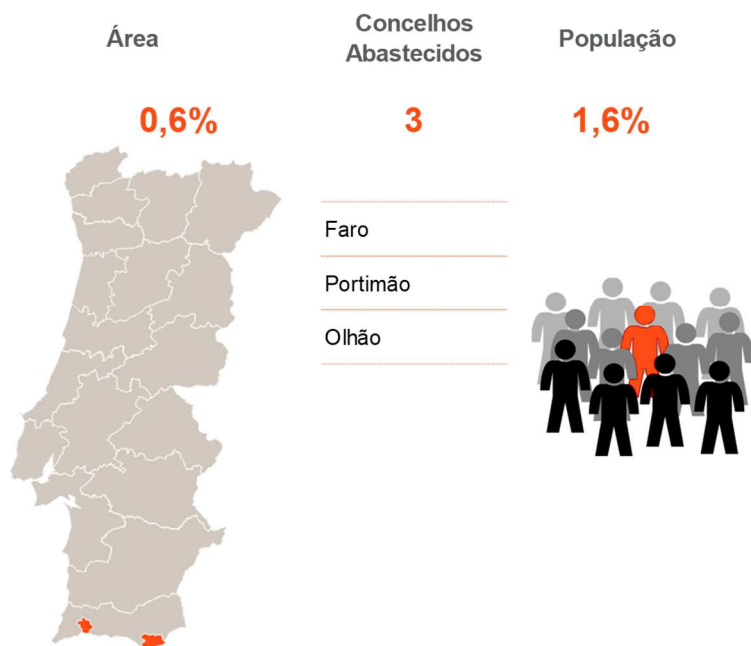 Área
Concelhos
Abastecidos
População
0,6%
3
1,6%
Faro
Portimão
Olhão